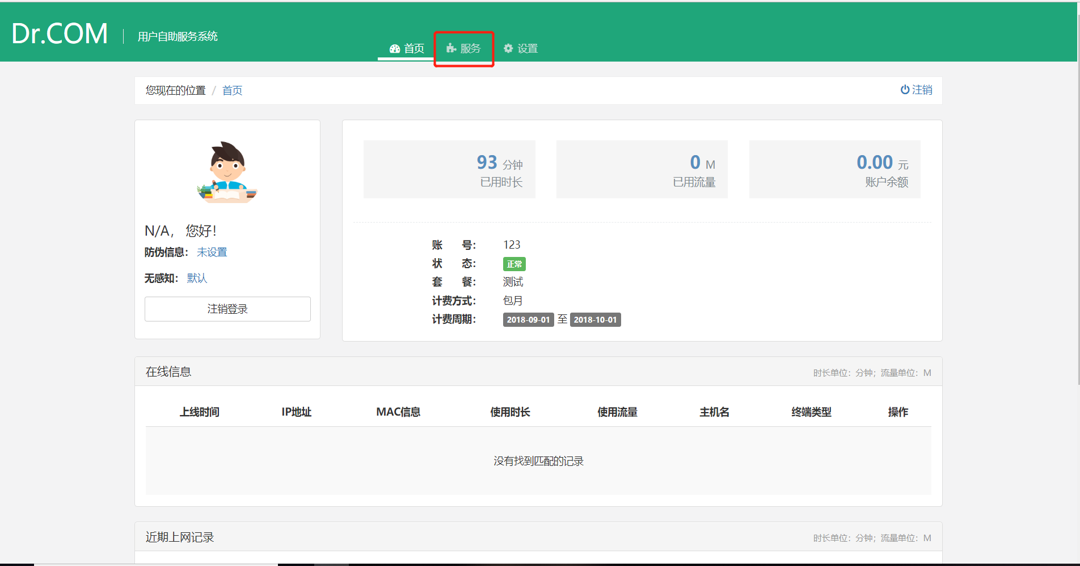 Dr.COM | 用户自助服务系统
首页 服务 设置
您现在的位置 / 首页 注销
93 分钟 0 M 0.00 元
已用时长 已用流量 账户余额
N/A， 您好！
防伪信息： 未设置
无感知： 默认
注销登录
账 号： 123
状 态： 正常
套 餐： 测试
计费方式： 包月
计费周期： 2018-09-01 至 2018-10-01
在线信息 时长单位：分钟；流量单位：M
上线时间 IP地址 MAC信息 使用时长 使用流量 主机名 终端类型 操作
没有找到匹配的记录
近期上网记录 时长单位：分钟；流量单位：M